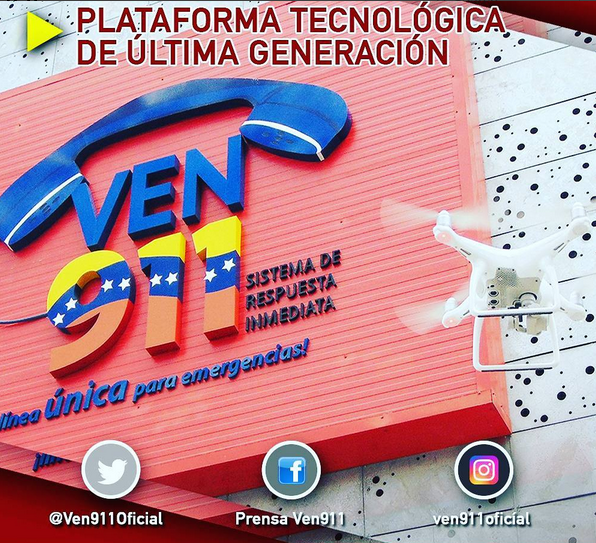 PLATAFORMA TECNOLÓGICA
DE ÚLTIMA GENERACIÓN
VEN
911
SISTEMA DE
RESPUESTA
INMEDIATA
línea única para emergencias!
@Ven911Oficial
Prensa Ven911
ven911oficial